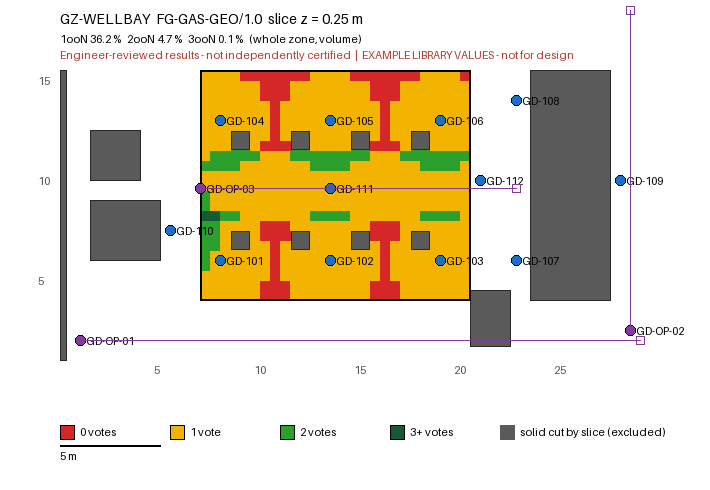 GZ-WELLBAY FG-GAS-GEO/1.0 slice z = 0.25 m
1ooN 36.2 % 2ooN 4.7 % 3ooN 0.1 % (whole zone, volume)
Engineer-reviewed results - not independently certified | EXAMPLE LIBRARY VALUES - not for design
15
GD-108
GD-104
GD-105
GD-106
10
GD-112
GD-109
GD-OP-03
GD-111
GD-110
GD-101
GD-102
GD-103
GD-107
5
GD-OP-02
GD-OP-01
5
10
15
20
25
0 votes
1 vote
2 votes
3+ votes
solid cut by slice (excluded)
5 m